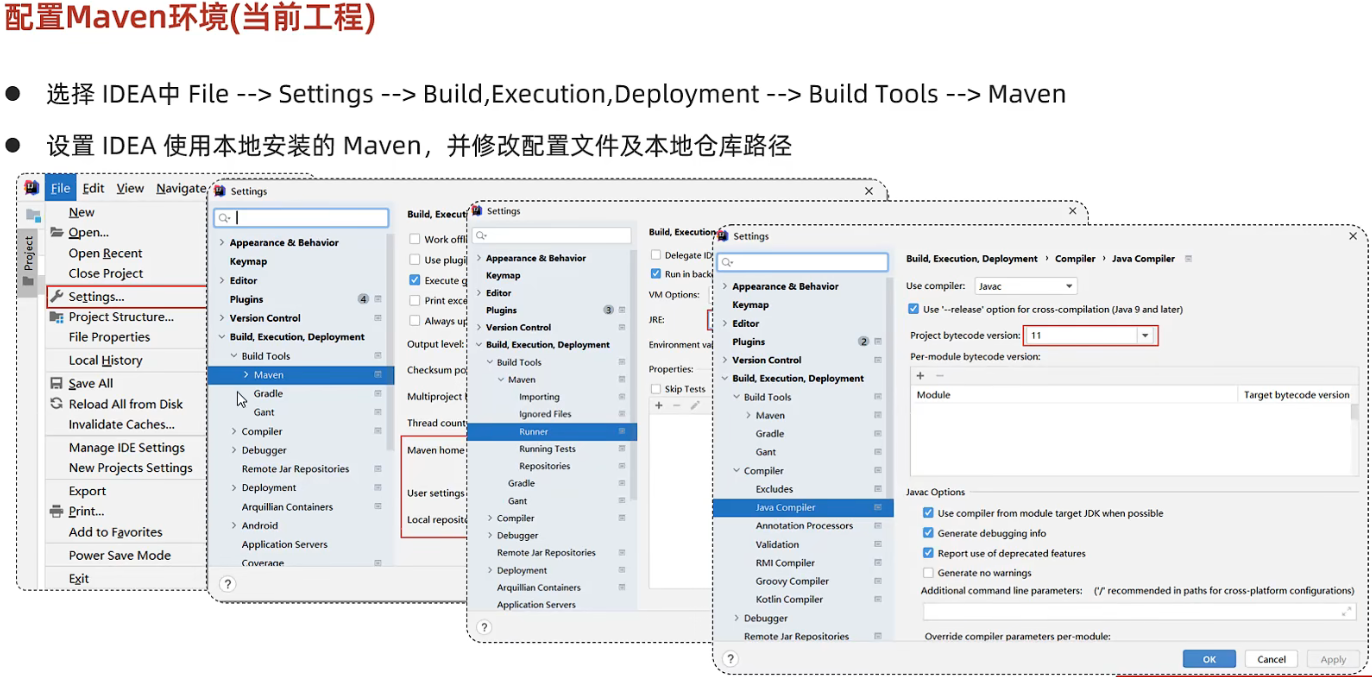 配置Maven环境(当前工程)
选择 IDEA中 File --> Settings --> Build,Execution,Deployment --> Build Tools --> Maven
设置 IDEA 使用本地安装的 Maven，并修改配置文件及本地仓库路径
File Edit View Navigate
Project
New
Open...
Open Recent
Close Project
Settings...
Project Structure...
File Properties
Local History
Save All
Reload All from Disk
Invalidate Caches...
Manage IDE Settings
New Projects Settings
Export
Print...
Add to Favorites
Power Save Mode
Exit
Settings
Appearance & Behavior
Keymap
Editor
Plugins 4
Version Control
Build, Execution, Deployment
Build Tools
Maven
Gradle
Gant
Compiler
Debugger
Remote Jar Repositories
Deployment
Arquillian Containers
Android
Application Servers
Coverage
?
Build, Execut
Work offl
Use plugi
Execute g
Print exce
Always up
Output level:
Checksum po
Multiproject
Thread count
Maven home
User settings
Local reposit
Settings
Appearance & Behavior
Keymap
Editor
Plugins 3
Version Control
Build, Execution, Deployment
Build Tools
Maven
Importing
Ignored Files
Runner
Running Tests
Repositories
Gradle
Gant
Compiler
Debugger
Remote Jar Repositories
Deployment
Arquillian Containers
Application Servers
?
Build, Execution
Delegate ID
Run in back
VM Options:
JRE:
Environment va
Properties:
Skip Tests
Settings
Appearance & Behavior
Keymap
Editor
Plugins 2
Version Control
Build, Execution, Deployment
Build Tools
Maven
Gradle
Gant
Compiler
Excludes
Java Compiler
Annotation Processors
Validation
RMI Compiler
Groovy Compiler
Kotlin Compiler
Debugger
Remote Jar Repositories
?
Build, Execution, Deployment › Compiler › Java Compiler
Use compiler: Javac
Use '--release' option for cross-compilation (Java 9 and later)
Project bytecode version: 11
Per-module bytecode version:
Module Target bytecode version
Javac Options
Use compiler from module target JDK when possible
Generate debugging info
Report use of deprecated features
Generate no warnings
Additional command line parameters: ('/' recommended in paths for cross-platform configurations)
Override compiler parameters per-module:
OK Cancel Apply